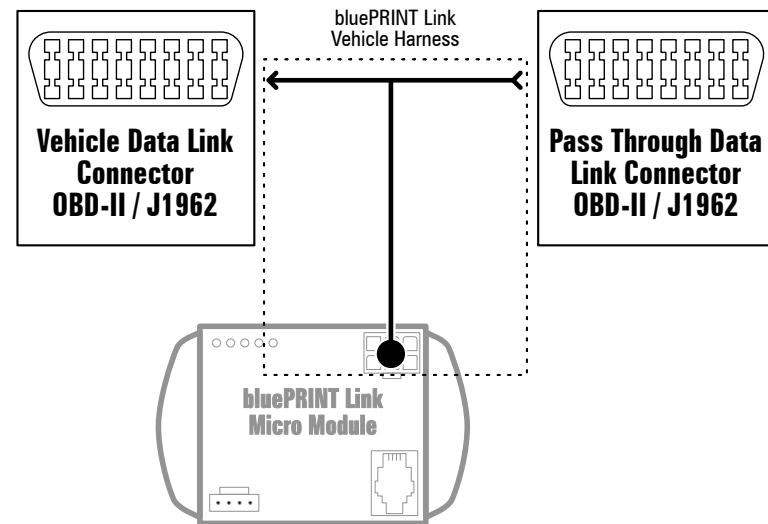 bluePRINT Link
Vehicle Harness
Vehicle Data Link
Connector
OBD-II / J1962
Pass Through Data
Link Connector
OBD-II / J1962
bluePRINT Link
Micro Module